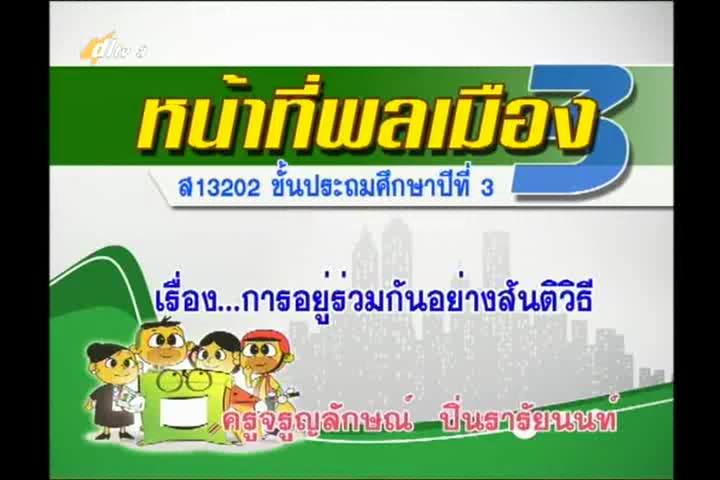 dltv 3
หน้าที่พลเมือง 3
ส13202 ชั้นประถมศึกษาปีที่ 3
เรื่อง...การอยู่ร่วมกันอย่างสันติวิธี
ครูจรูญลักษณ์ ปิ่นรารัยนนท์